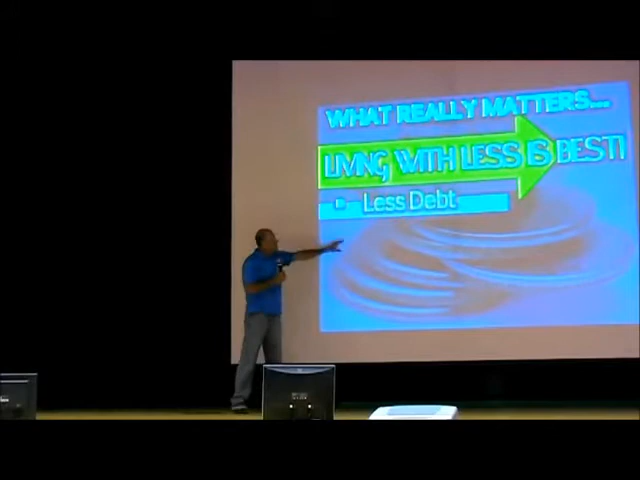 WHAT REALLY MATTERS...
LIVING WITH LESS IS BEST!
Less Debt